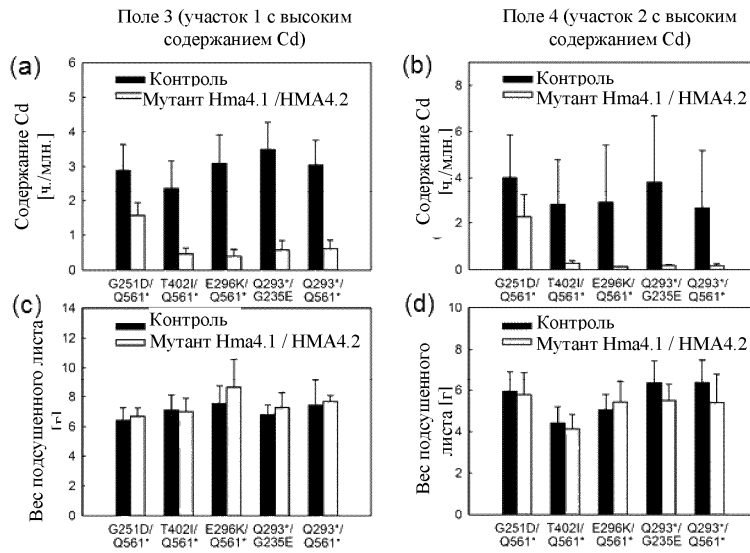 Поле 3 (участок 1 с высоким
содержанием Cd)
Поле 4 (участок 2 с высоким
содержанием Cd)
(a)
Контроль
Мутант Hma4.1 /HMA4.2
Содержание Cd
[ч./млн.]
6
5
4
3
2
1
0
G251D/ T402I/ E296K/ Q293*/ Q293*/
Q561* Q561* Q561* G235E Q561*
(b)
Контроль
Мутант Hma4.1 / HMA4.2
Содержание Cd
[ч./млн.]
8
6
4
2
0
G251D/ T402I/ E296K/ Q293*/ Q293*/
Q561* Q561* Q561* G235E Q561*
(c)
Контроль
Мутант Hma4.1 / HMA4.2
Вес подсушенного листа
[г]
14
12
10
8
6
4
2
0
G251D/ T402I/ E296K/ Q293*/ Q293*/
Q561* Q561* Q561* G235E Q561*
(d)
Контроль
Мутант Hma4.1 / HMA4.2
Вес подсушенного
листа [г]
10
8
6
4
2
0
G251D/ T402I/ E296K/ Q293*/ Q293*/
Q561* Q561* Q561* G235E Q561*